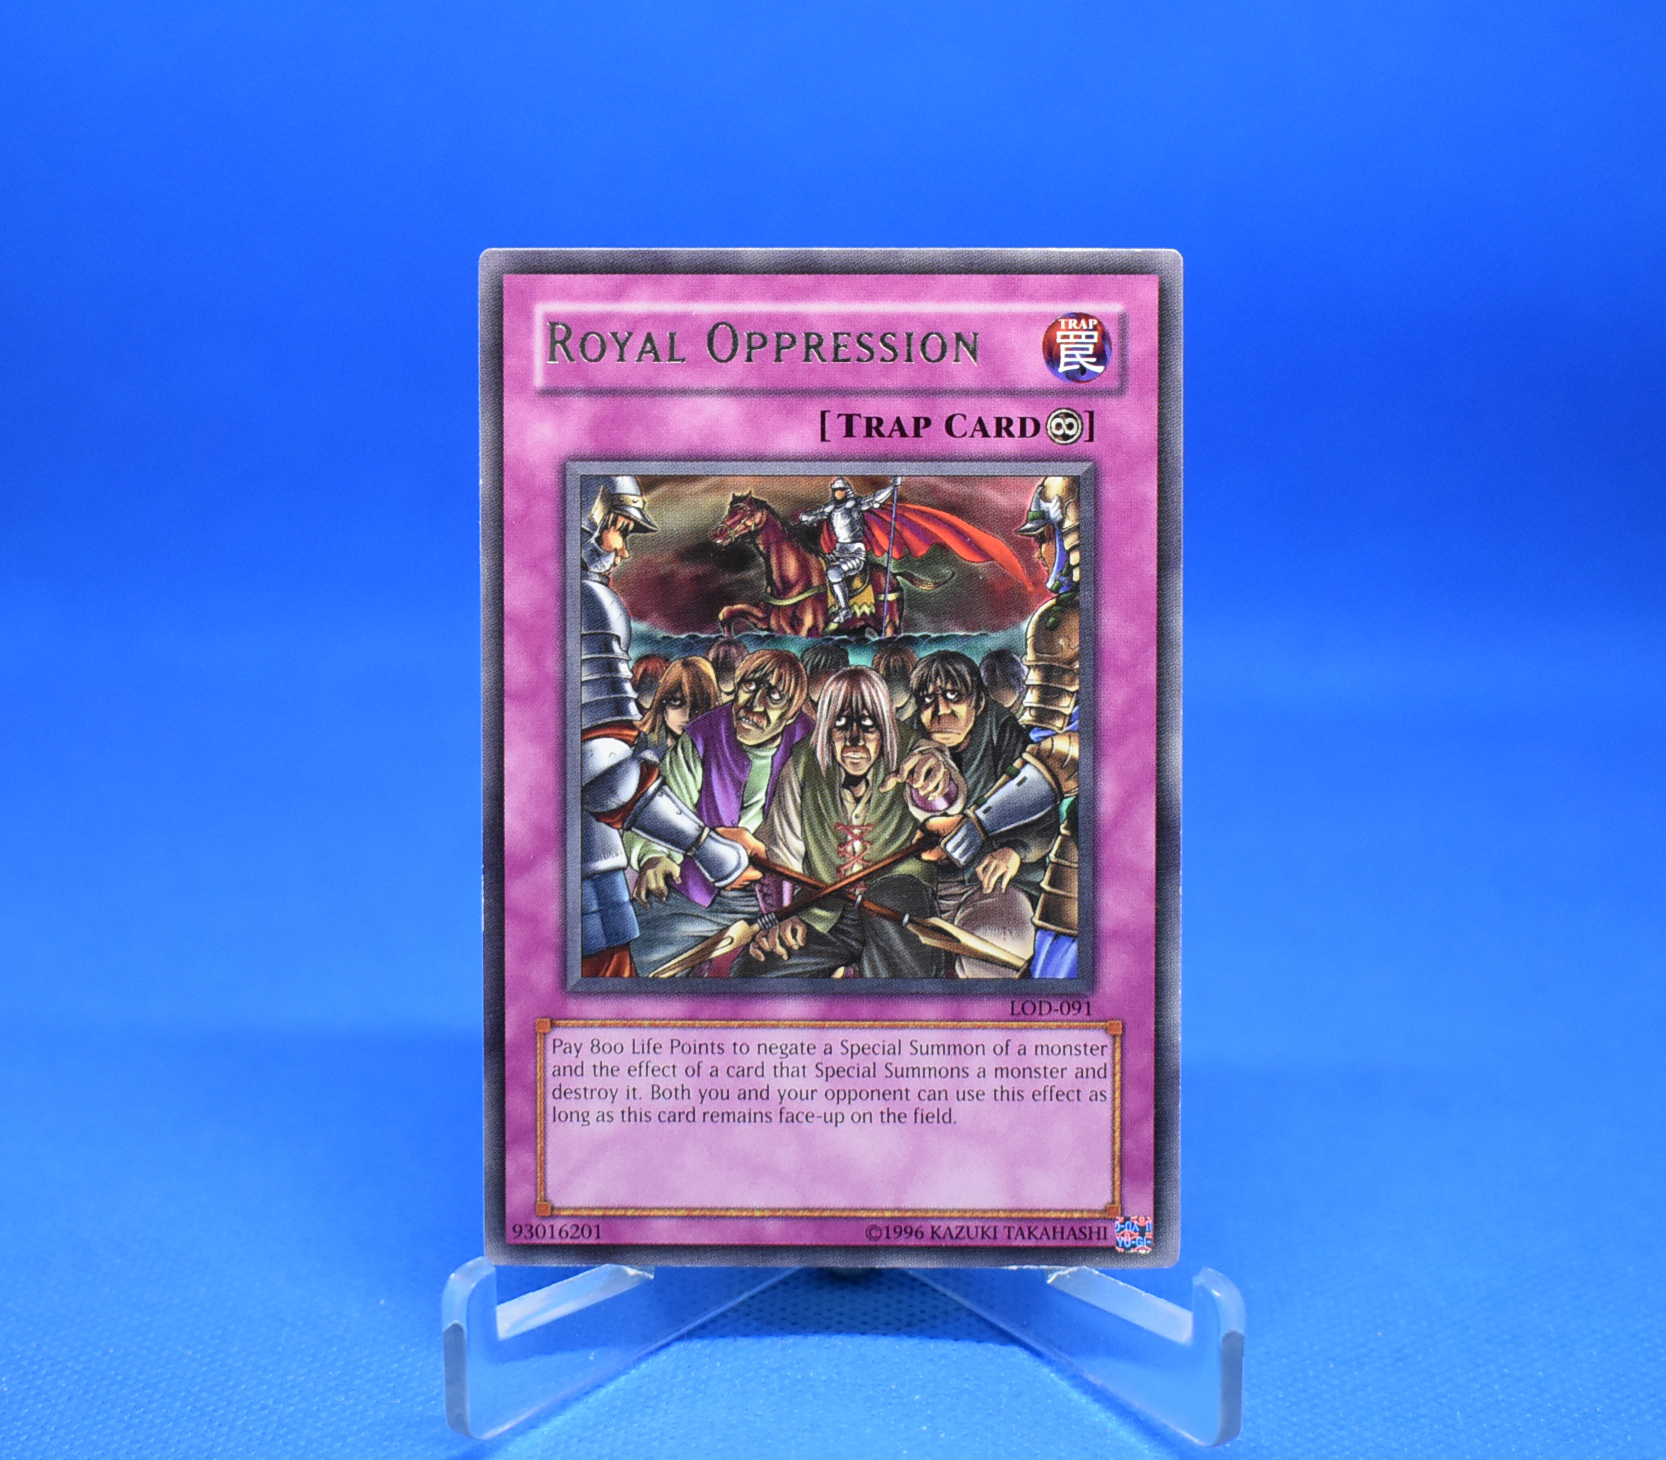 ROYAL OPPRESSION
TRAP
罠
[TRAP CARD∞]
LOD-091
Pay 800 Life Points to negate a Special Summon of a monster
and the effect of a card that Special Summons a monster and
destroy it. Both you and your opponent can use this effect as
long as this card remains face-up on the field.
93016201
©1996 KAZUKI TAKAHASHI